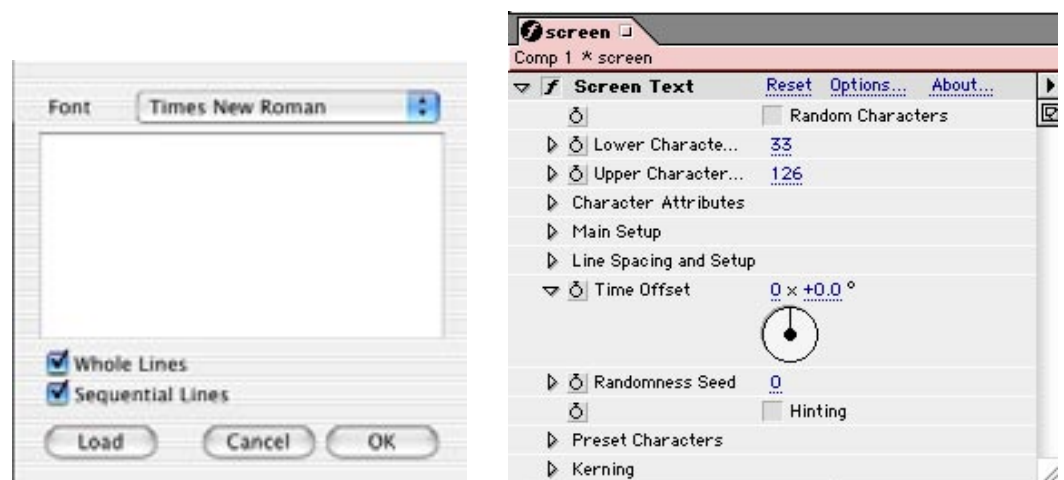 Font Times New Roman
Whole Lines
Sequential Lines
Load Cancel OK
screen
Comp 1 * screen
Screen Text Reset Options... About...
Random Characters
Lower Characte... 33
Upper Character... 126
Character Attributes
Main Setup
Line Spacing and Setup
Time Offset 0 x +0.0 °
Randomness Seed 0
Hinting
Preset Characters
Kerning